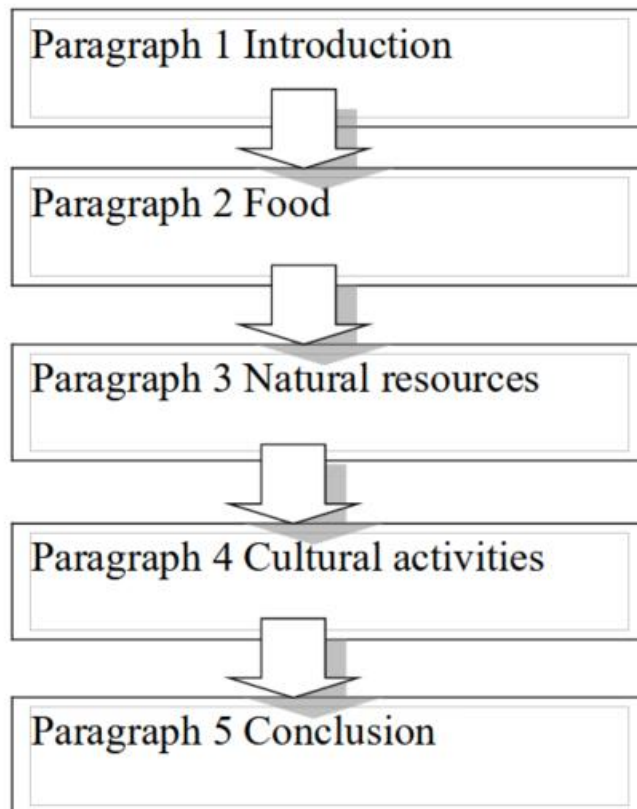 Paragraph 1 Introduction
Paragraph 2 Food
Paragraph 3 Natural resources
Paragraph 4 Cultural activities
Paragraph 5 Conclusion